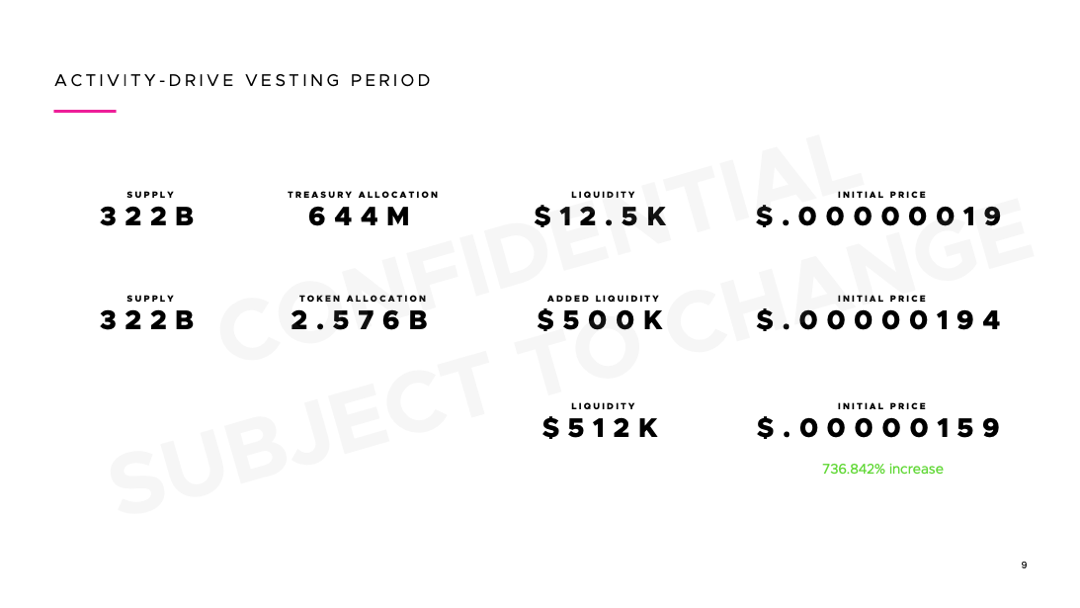 ACTIVITY-DRIVE VESTING PERIOD
SUPPLY TREASURY ALLOCATION LIQUIDITY INITIAL PRICE
322B 644M $12.5K $.00000019
SUPPLY TOKEN ALLOCATION ADDED LIQUIDITY INITIAL PRICE
322B 2.576B $500K $.00000194
LIQUIDITY INITIAL PRICE
$512K $.00000159
736.842% increase
CONFIDENTIAL
SUBJECT TO CHANGE
9